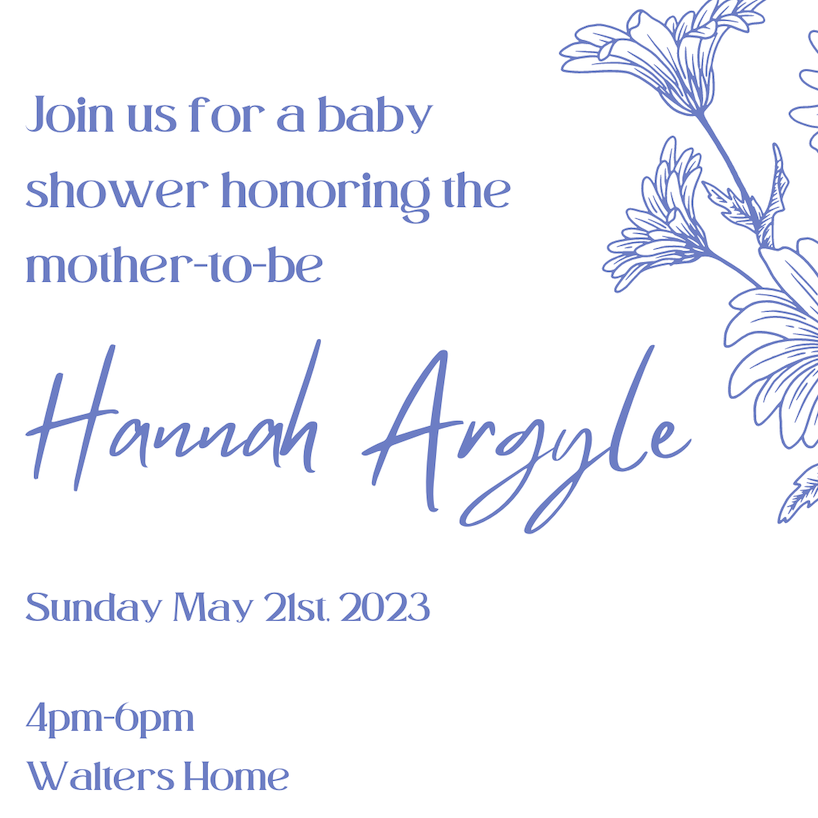 Join us for a baby
shower honoring the
mother-to-be
Hannah Argyle
Sunday May 21st. 2023
4pm-6pm
Walters Home